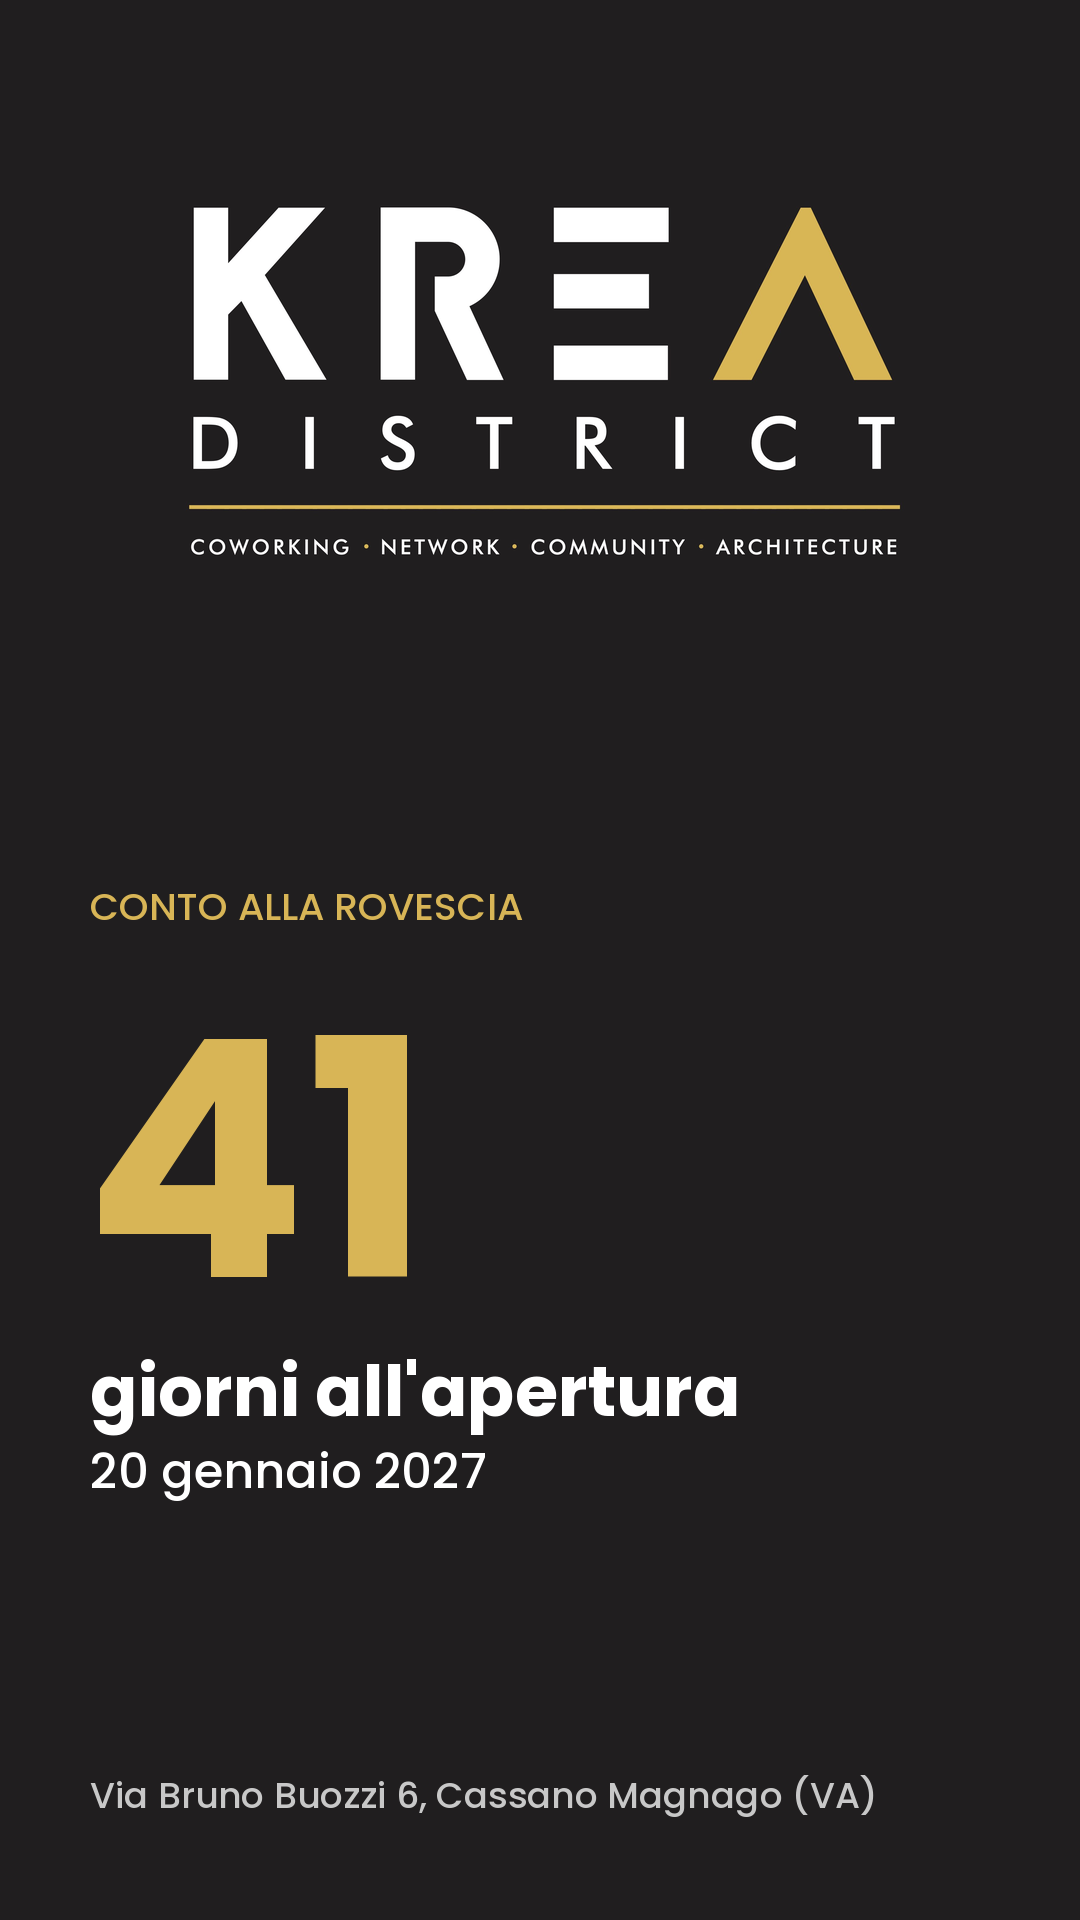 KREA
DISTRICT
COWORKING · NETWORK · COMMUNITY · ARCHITECTURE
CONTO ALLA ROVESCIA
41
giorni all'apertura
20 gennaio 2027
Via Bruno Buozzi 6, Cassano Magnago (VA)